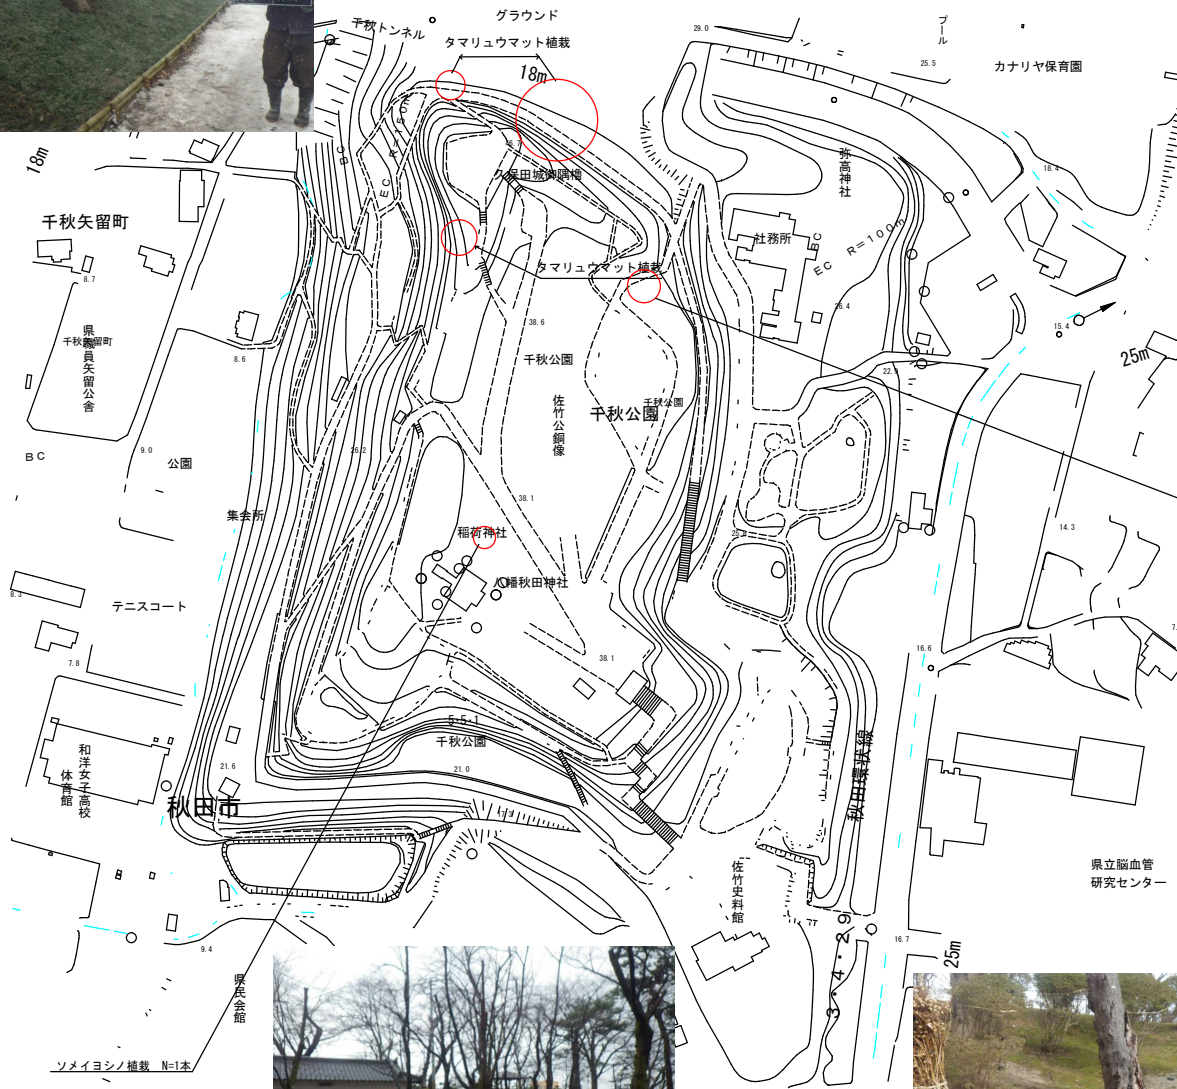 グラウンド
千秋トンネル
タマリュウマット植栽
18m
29.0
プール
25.5
カナリヤ保育園
18m
BC
EC R=150m
久保田城御隅櫓
弥高神社
18.4
千秋矢留町
社務所
BC
EC R=100m
タマリュウマット植栽
8.7
26.4
38.6
15.4
県職員矢留公舎
千秋矢留町
8.6
千秋公園
25m
22.9
佐竹公銅像
千秋公園
千秋公園
BC
9.0
公園
26.2
38.1
集会所
稲荷神社
14.3
八幡秋田神社
8.3
テニスコート
7.8
38.1
16.6
5・5・1
千秋公園
和洋女子高校
体育館
21.6
21.0
秋田環状線
秋田市
佐竹史料館
県立脳血管
研究センター
3・4・29
16.7
25m
9.4
県民会館
ソメイヨシノ植栽 N=1本